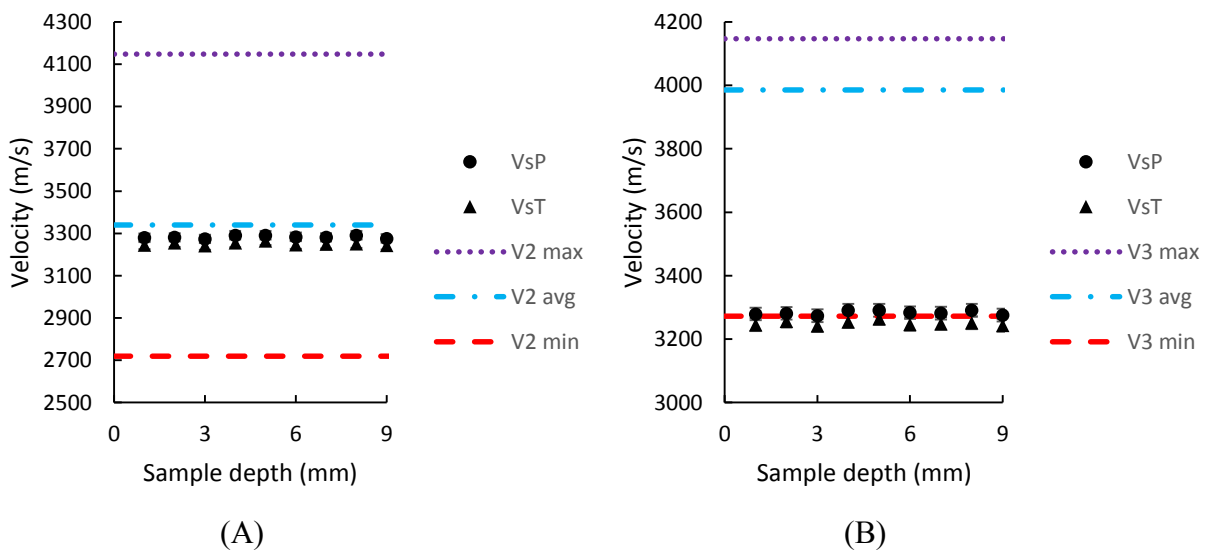 4300
4100
3900
3700
3500
3300
3100
2900
2700
2500
Velocity (m/s)
0 3 6 9
Sample depth (mm)
VsP
VsT
V2 max
V2 avg
V2 min
(A)
4200
4000
3800
3600
3400
3200
3000
Velocity (m/s)
0 3 6 9
Sample depth (mm)
VsP
VsT
V3 max
V3 avg
V3 min
(B)